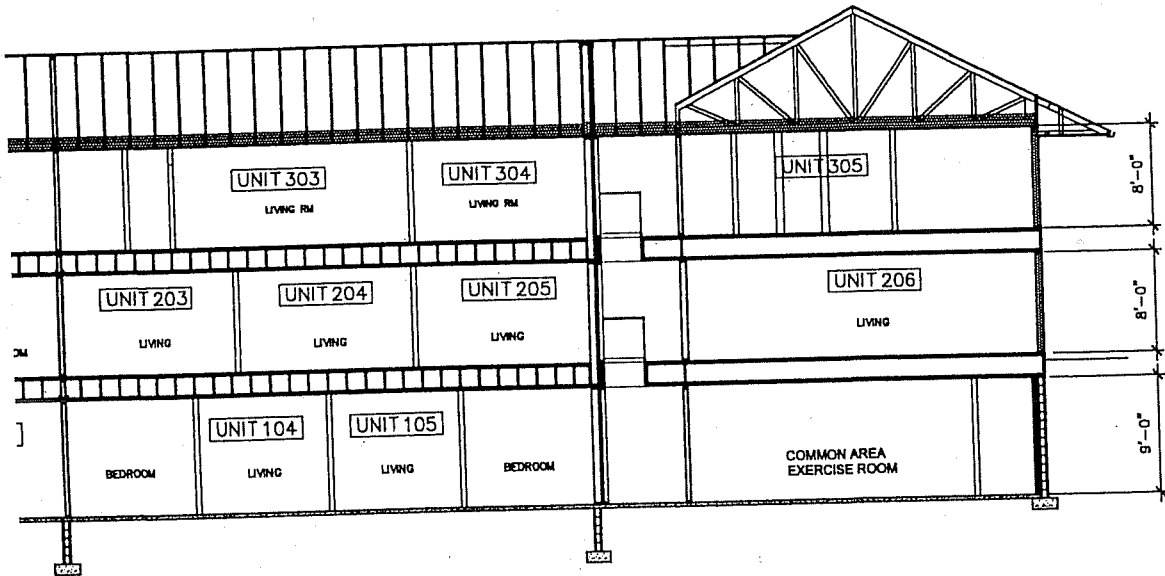 UNIT 303
LIVING RM
UNIT 304
LIVING RM
UNIT 305
8'-0"
UNIT 203
LIVING
UNIT 204
LIVING
UNIT 205
LIVING
UNIT 206
LIVING
8'-0"
BEDROOM
UNIT 104
LIVING
UNIT 105
LIVING
BEDROOM
COMMON AREA
EXERCISE ROOM
9'-0"